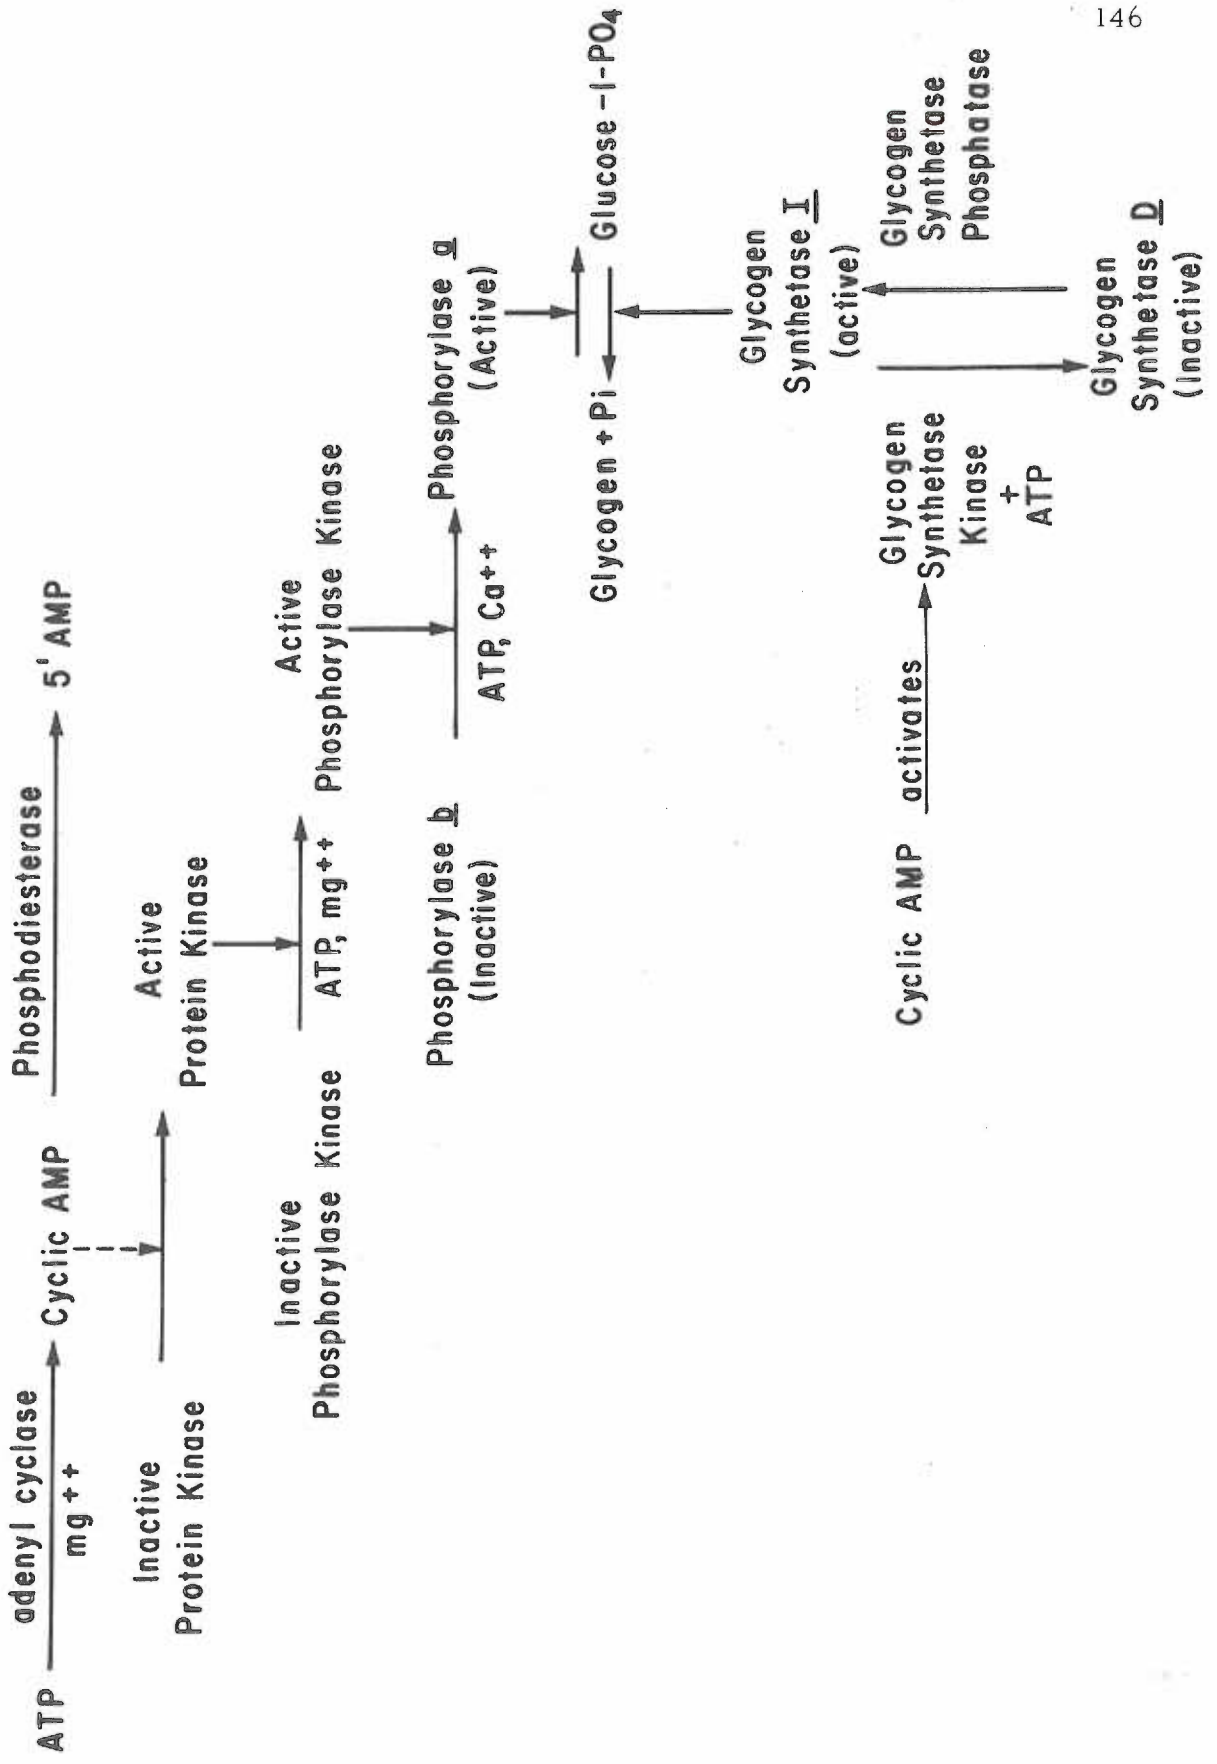 146
adenyl cyclase
Phosphodiesterase
ATP
Cyclic AMP
5' AMP
mg ++
Inactive
Protein Kinase
Active
Protein Kinase
Inactive
Phosphorylase Kinase
ATP, mg++
Active
Phosphorylase Kinase
Phosphorylase b
(Inactive)
ATP, Ca++
Phosphorylase a
(Active)
Glycogen + Pi
Glucose -1-PO4
Glycogen
Synthetase I
(active)
Cyclic AMP
activates
Glycogen
Synthetase
Kinase
+
ATP
Glycogen
Synthetase
Phosphatase
Glycogen
Synthetase D
(Inactive)